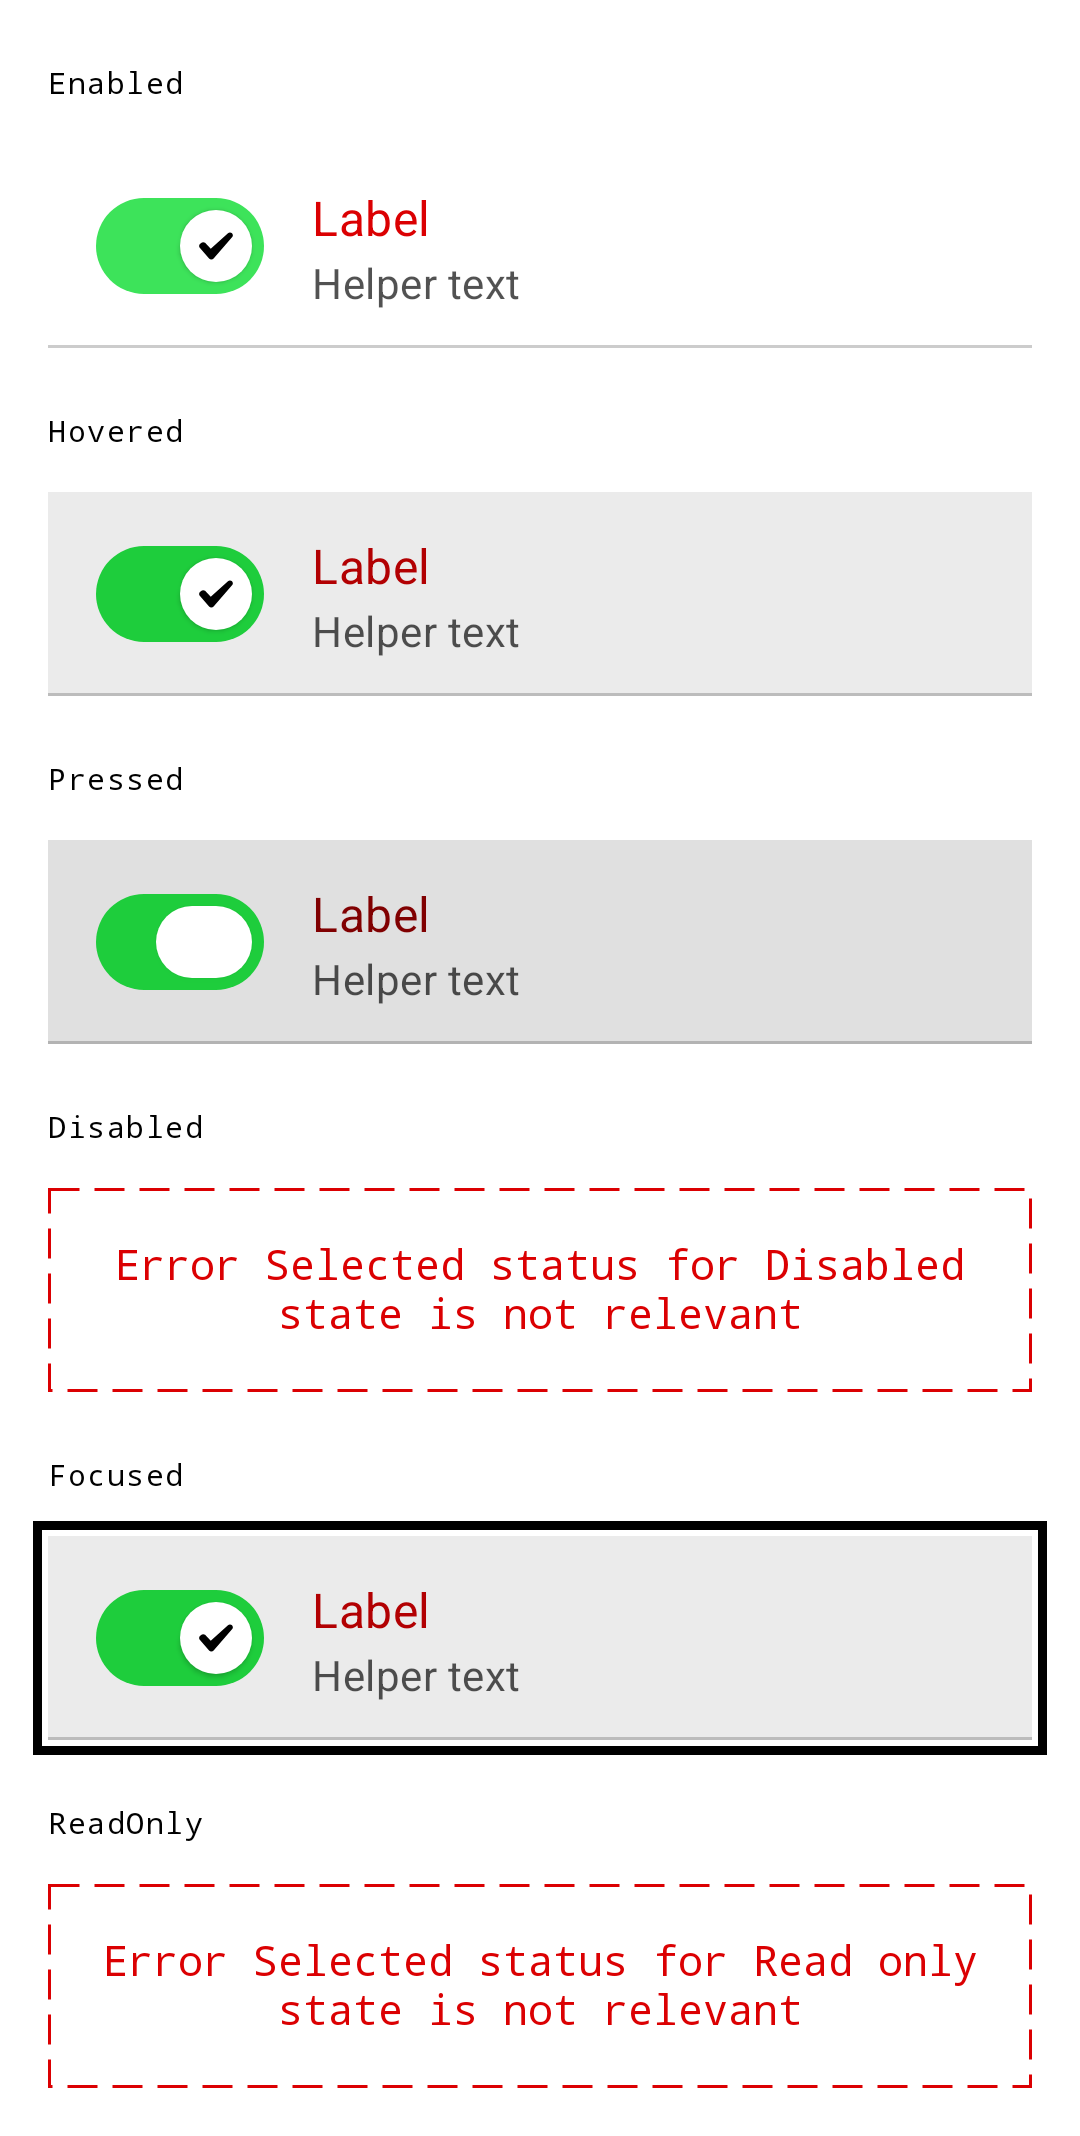 Enabled
Label
Helper text
Hovered
Label
Helper text
Pressed
Label
Helper text
Disabled
Error Selected status for Disabled
state is not relevant
Focused
Label
Helper text
ReadOnly
Error Selected status for Read only
state is not relevant